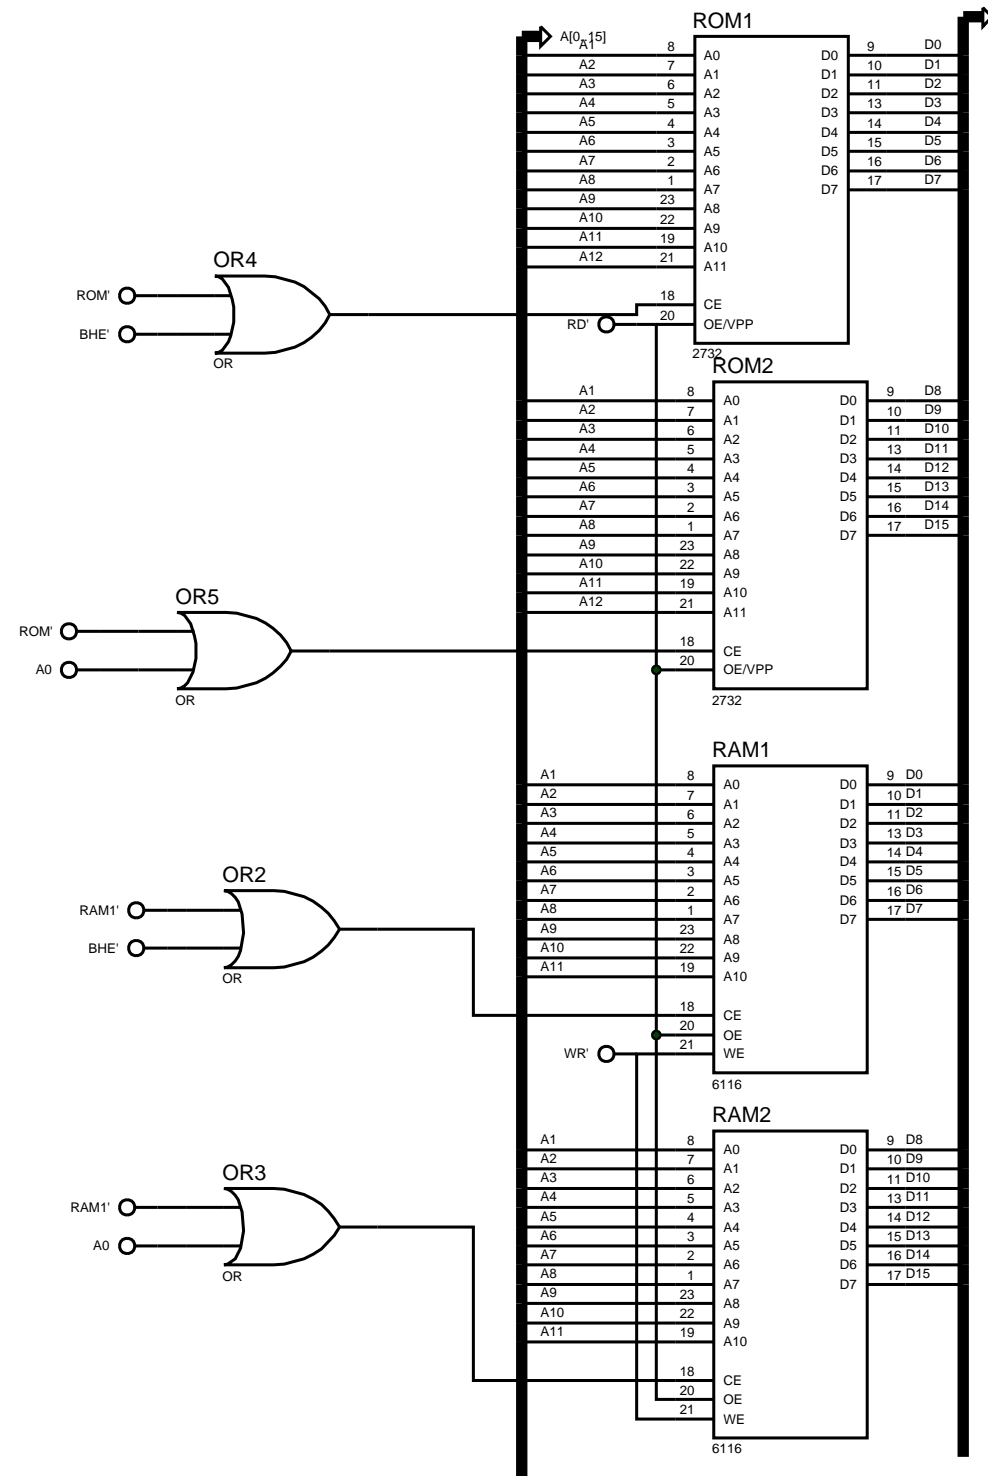 ROM1
A[0..15]
A1 8 A0 D0 9 D0
A2 7 A1 D1 10 D1
A3 6 A2 D2 11 D2
A4 5 A3 D3 13 D3
A5 4 A4 D4 14 D4
A6 3 A5 D5 15 D5
A7 2 A6 D6 16 D6
A8 1 A7 D7 17 D7
A9 23 A8
A10 22 A9
A11 19 A10
A12 21 A11
18 CE
RD' 20 OE/VPP
2732
OR4
ROM'
BHE'
OR
ROM2
A1 8 A0 D0 9 D8
A2 7 A1 D1 10 D9
A3 6 A2 D2 11 D10
A4 5 A3 D3 13 D11
A5 4 A4 D4 14 D12
A6 3 A5 D5 15 D13
A7 2 A6 D6 16 D14
A8 1 A7 D7 17 D15
A9 23 A8
A10 22 A9
A11 19 A10
A12 21 A11
18 CE
20 OE/VPP
2732
OR5
ROM'
A0
OR
RAM1
A1 8 A0 D0 9 D0
A2 7 A1 D1 10 D1
A3 6 A2 D2 11 D2
A4 5 A3 D3 13 D3
A5 4 A4 D4 14 D4
A6 3 A5 D5 15 D5
A7 2 A6 D6 16 D6
A8 1 A7 D7 17 D7
A9 23 A8
A10 22 A9
A11 19 A10
18 CE
20 OE
WR' 21 WE
6116
OR2
RAM1'
BHE'
OR
RAM2
A1 8 A0 D0 9 D8
A2 7 A1 D1 10 D9
A3 6 A2 D2 11 D10
A4 5 A3 D3 13 D11
A5 4 A4 D4 14 D12
A6 3 A5 D5 15 D13
A7 2 A6 D6 16 D14
A8 1 A7 D7 17 D15
A9 23 A8
A10 22 A9
A11 19 A10
18 CE
20 OE
21 WE
6116
OR3
RAM1'
A0
OR